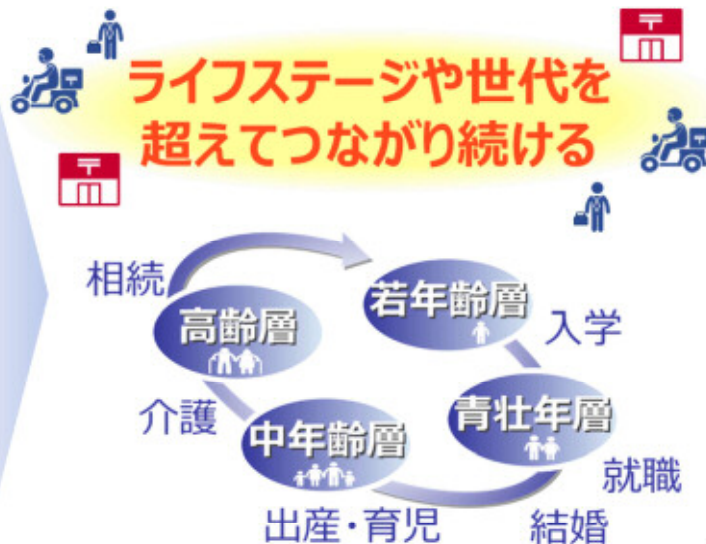 ライフステージや世代を
超えてつながり続ける
相続
高齢層
若年齢層
入学
介護
中年齢層
青壮年層
就職
出産・育児
結婚